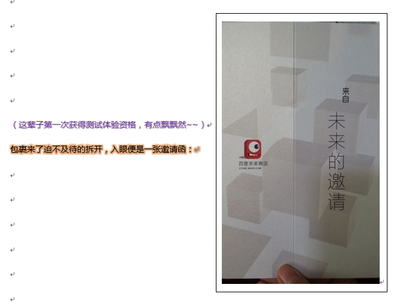 （这辈子第一次获得测试体验资格，有点飘飘然~~）
包裹来了迫不及待的拆开，入眼便是一张邀请函：
来自
未来的邀请
百度未来商店